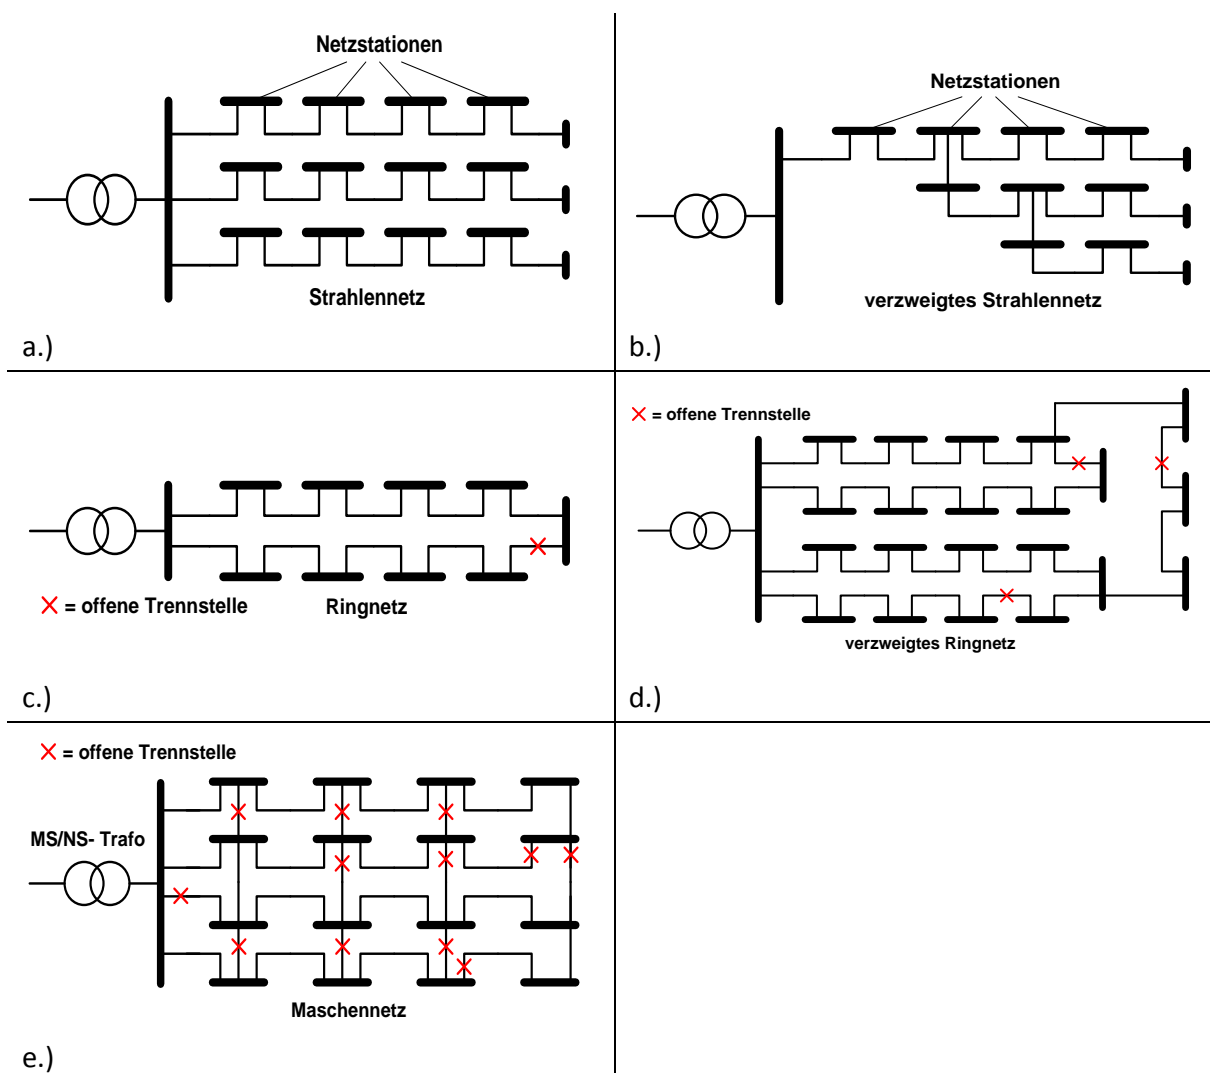 Netzstationen
Strahlennetz
a.)
Netzstationen
verzweigtes Strahlennetz
b.)
= offene Trennstelle
Ringnetz
c.)
= offene Trennstelle
verzweigtes Ringnetz
d.)
= offene Trennstelle
MS/NS- Trafo
Maschennetz
e.)